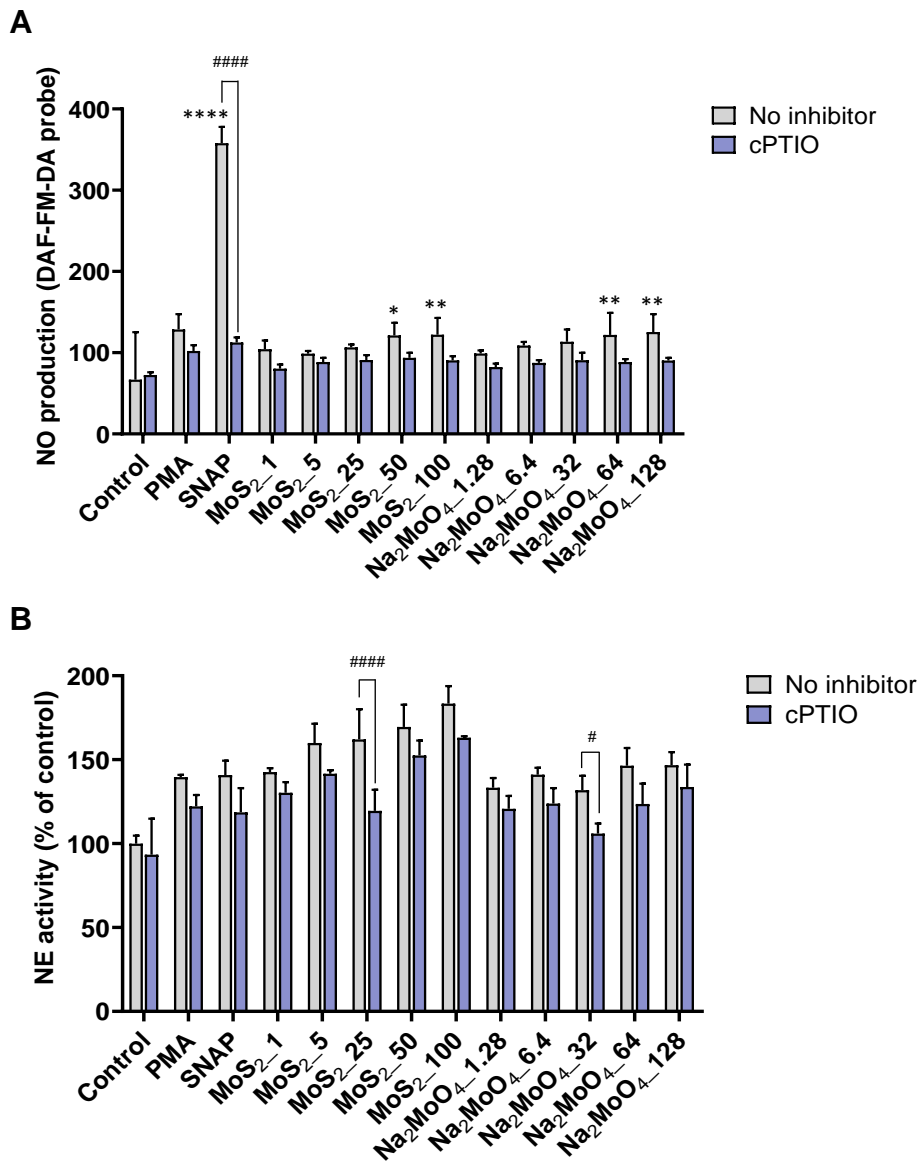 A
NO production (DAF-FM-DA probe)
400
300
200
100
0
####
****
*
**
**
**
No inhibitor
cPTIO
Control
PMA
SNAP
MoS₂_1
MoS₂_5
MoS₂_25
MoS₂_50
MoS₂_100
Na₂MoO₄_1.28
Na₂MoO₄_6.4
Na₂MoO₄_32
Na₂MoO₄_64
Na₂MoO₄_128
B
NE activity (% of control)
200
150
100
50
0
####
#
No inhibitor
cPTIO
Control
PMA
SNAP
MoS₂_1
MoS₂_5
MoS₂_25
MoS₂_50
MoS₂_100
Na₂MoO₄_1.28
Na₂MoO₄_6.4
Na₂MoO₄_32
Na₂MoO₄_64
Na₂MoO₄_128